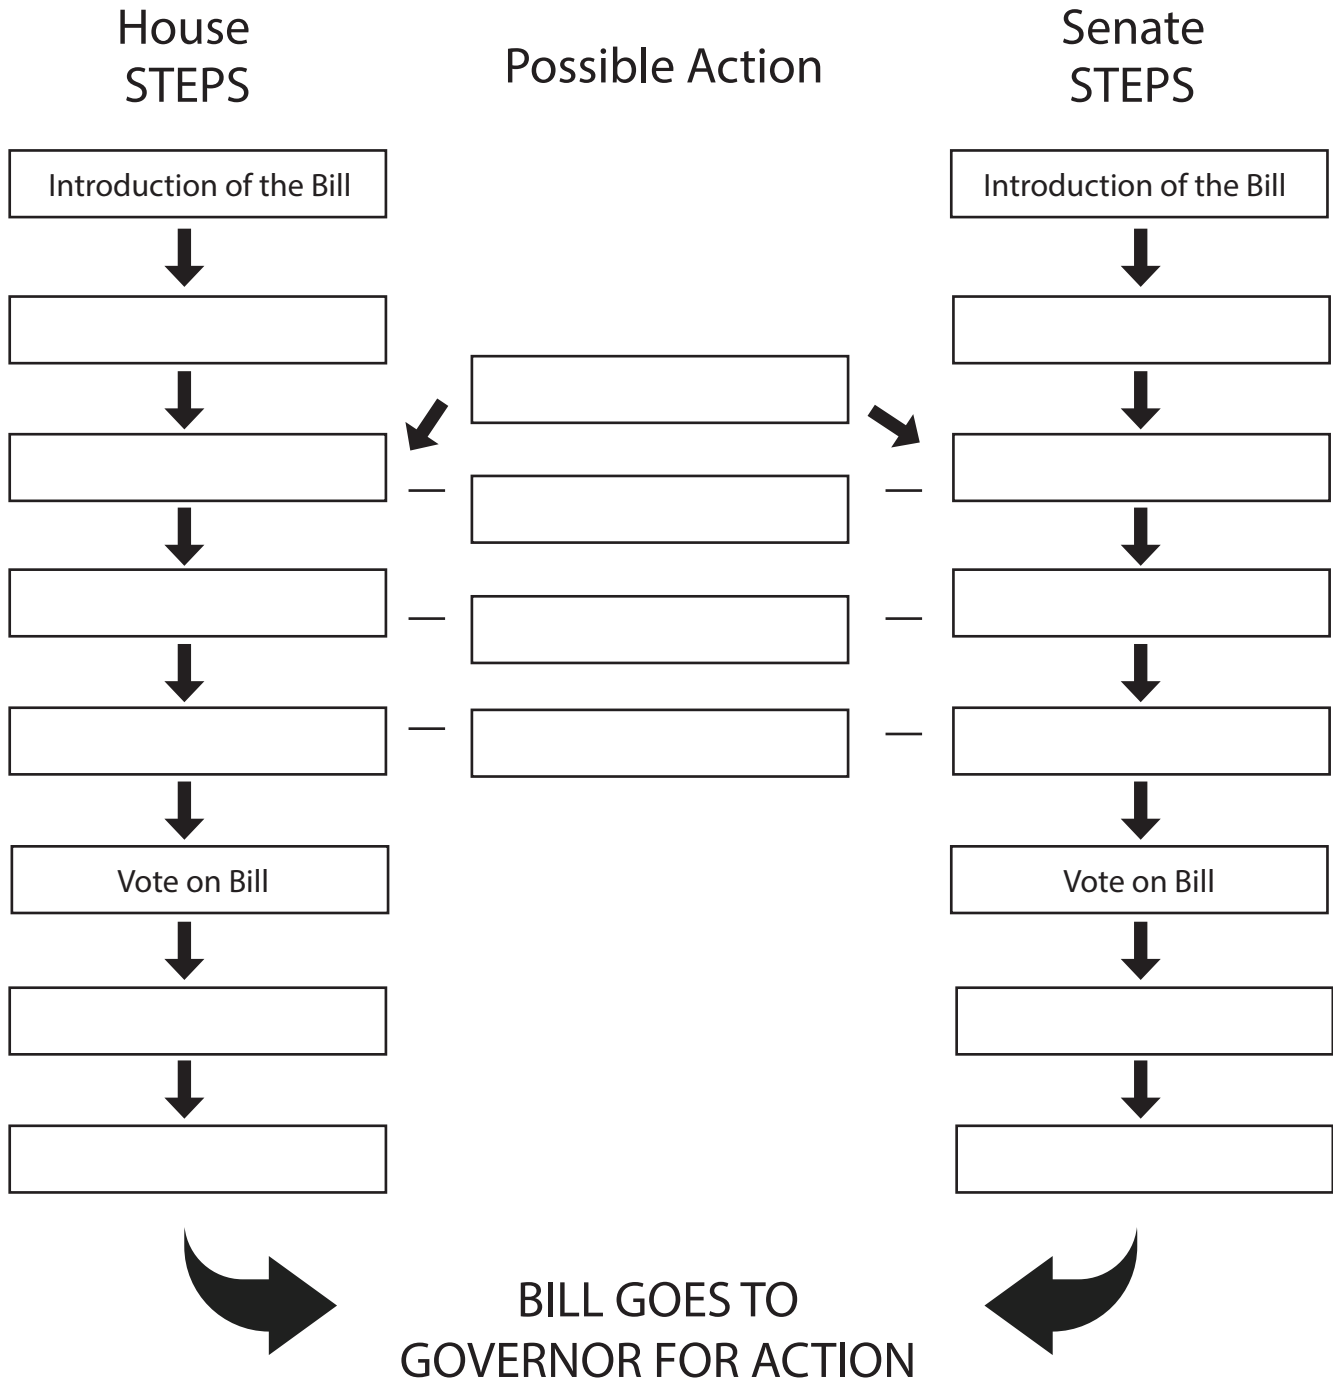 House
STEPS
Possible Action
Senate
STEPS
Introduction of the Bill
Introduction of the Bill
Vote on Bill
Vote on Bill
BILL GOES TO
GOVERNOR FOR ACTION